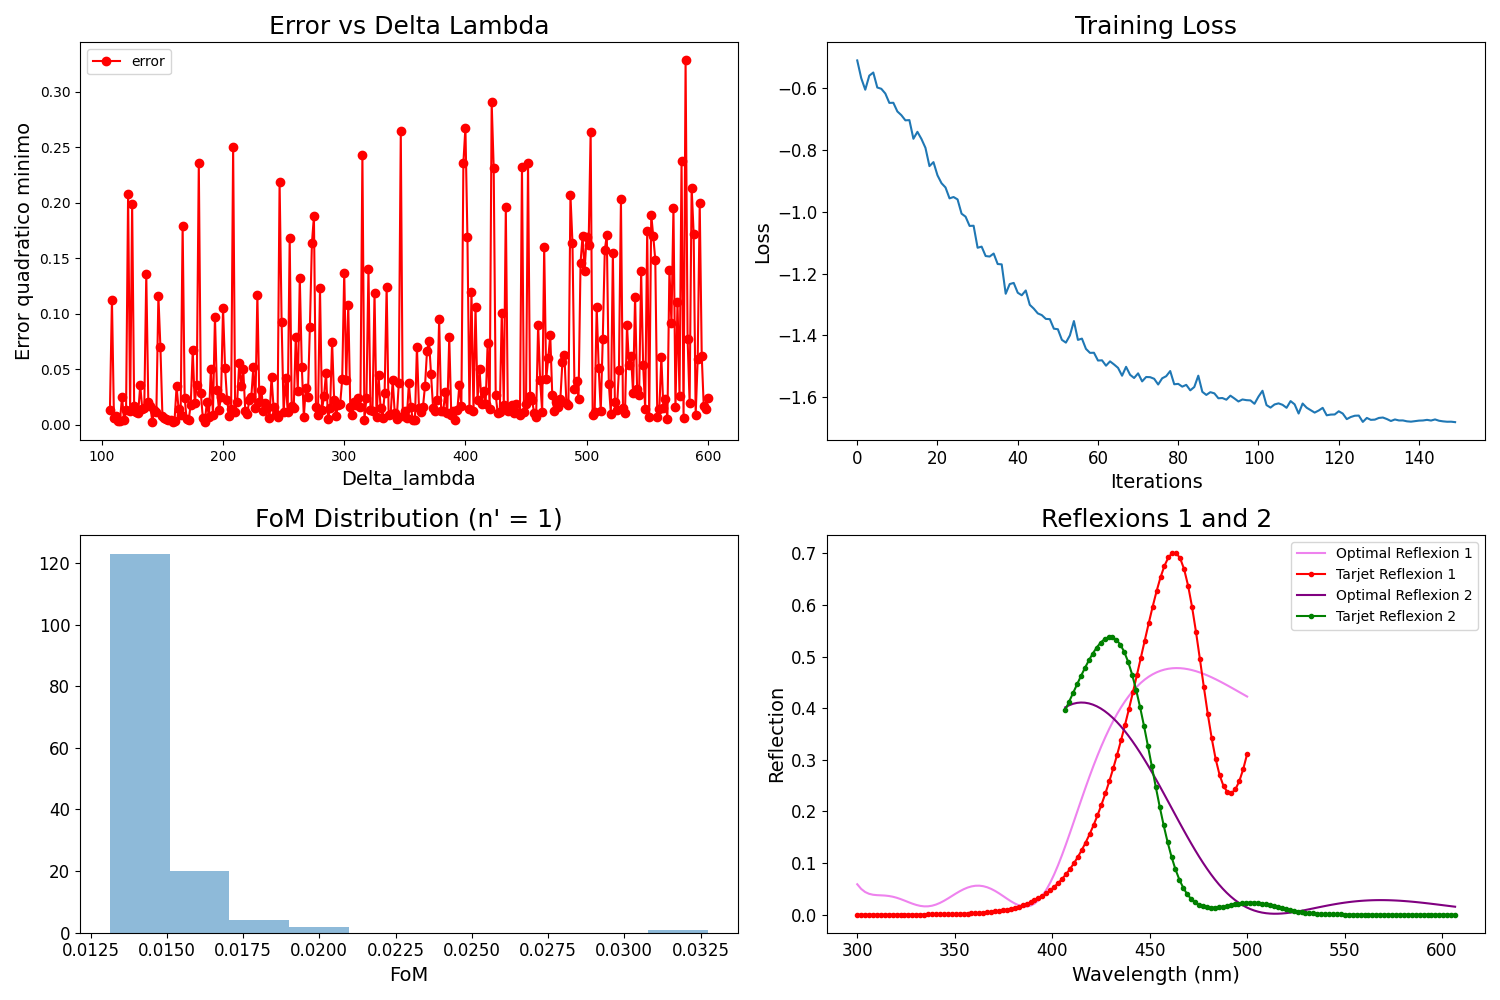 Error vs Delta Lambda
error
0.30
0.25
0.20
0.15
0.10
0.05
0.00
Error quadratico minimo
100 200 300 400 500 600
Delta_lambda
Training Loss
−0.6
−0.8
−1.0
−1.2
−1.4
−1.6
Loss
0 20 40 60 80 100 120 140
Iterations
FoM Distribution (n' = 1)
120
100
80
60
40
20
0
0.0125 0.0150 0.0175 0.0200 0.0225 0.0250 0.0275 0.0300 0.0325
FoM
Reflexions 1 and 2
Optimal Reflexion 1
Tarjet Reflexion 1
Optimal Reflexion 2
Tarjet Reflexion 2
0.7
0.6
0.5
0.4
0.3
0.2
0.1
0.0
Reflection
300 350 400 450 500 550 600
Wavelength (nm)